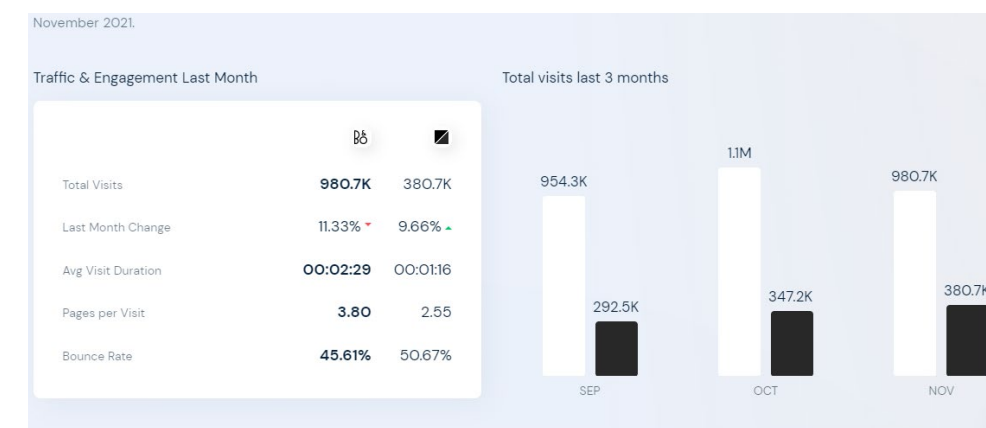 November 2021.
Traffic & Engagement Last Month
Total Visits 980.7K 380.7K
Last Month Change 11.33% 9.66%
Avg Visit Duration 00:02:29 00:01:16
Pages per Visit 3.80 2.55
Bounce Rate 45.61% 50.67%
Total visits last 3 months
1.1M
954.3K 980.7K
292.5K 347.2K 380.7K
SEP OCT NOV